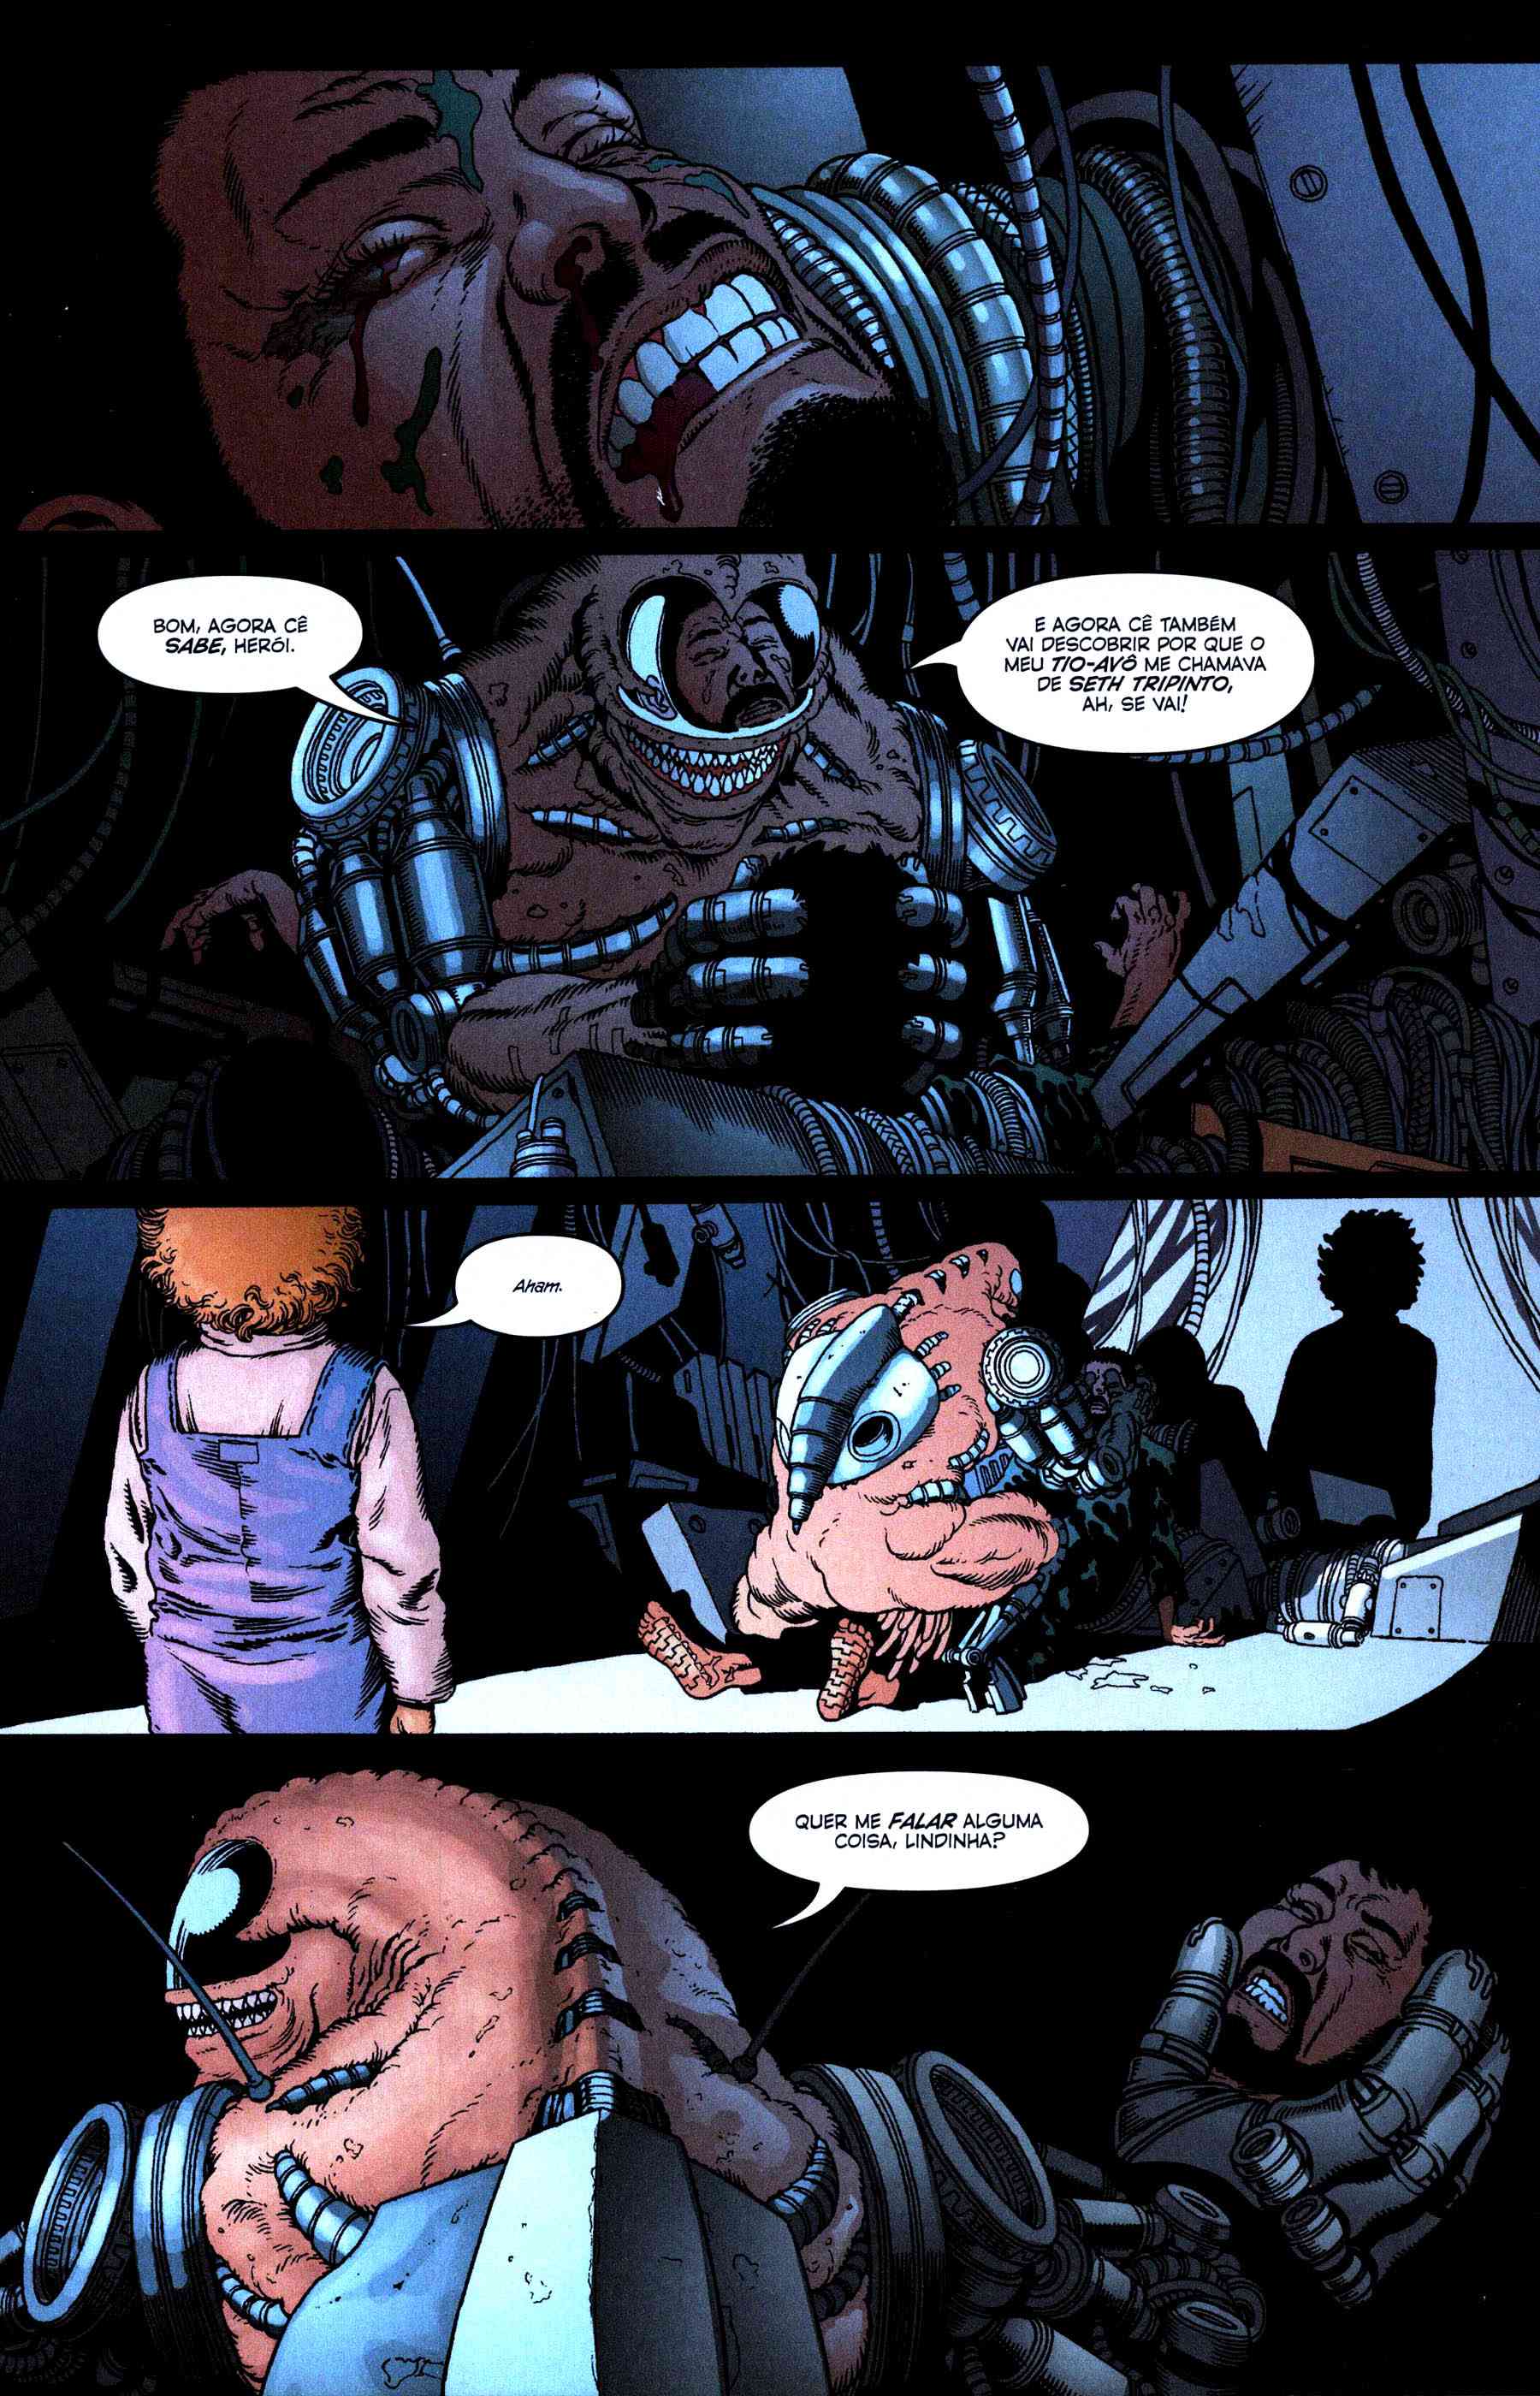 BOM, AGORA CÊ
SABE, HERÓI.
E AGORA CÊ TAMBÉM
VAI DESCOBRIR POR QUE O
MEU TIO-AVÔ ME CHAMAVA
DE SETH TRIPINTO,
AH, SE VAI!
Aham.
QUER ME FALAR ALGUMA
COISA, LINDINHA?